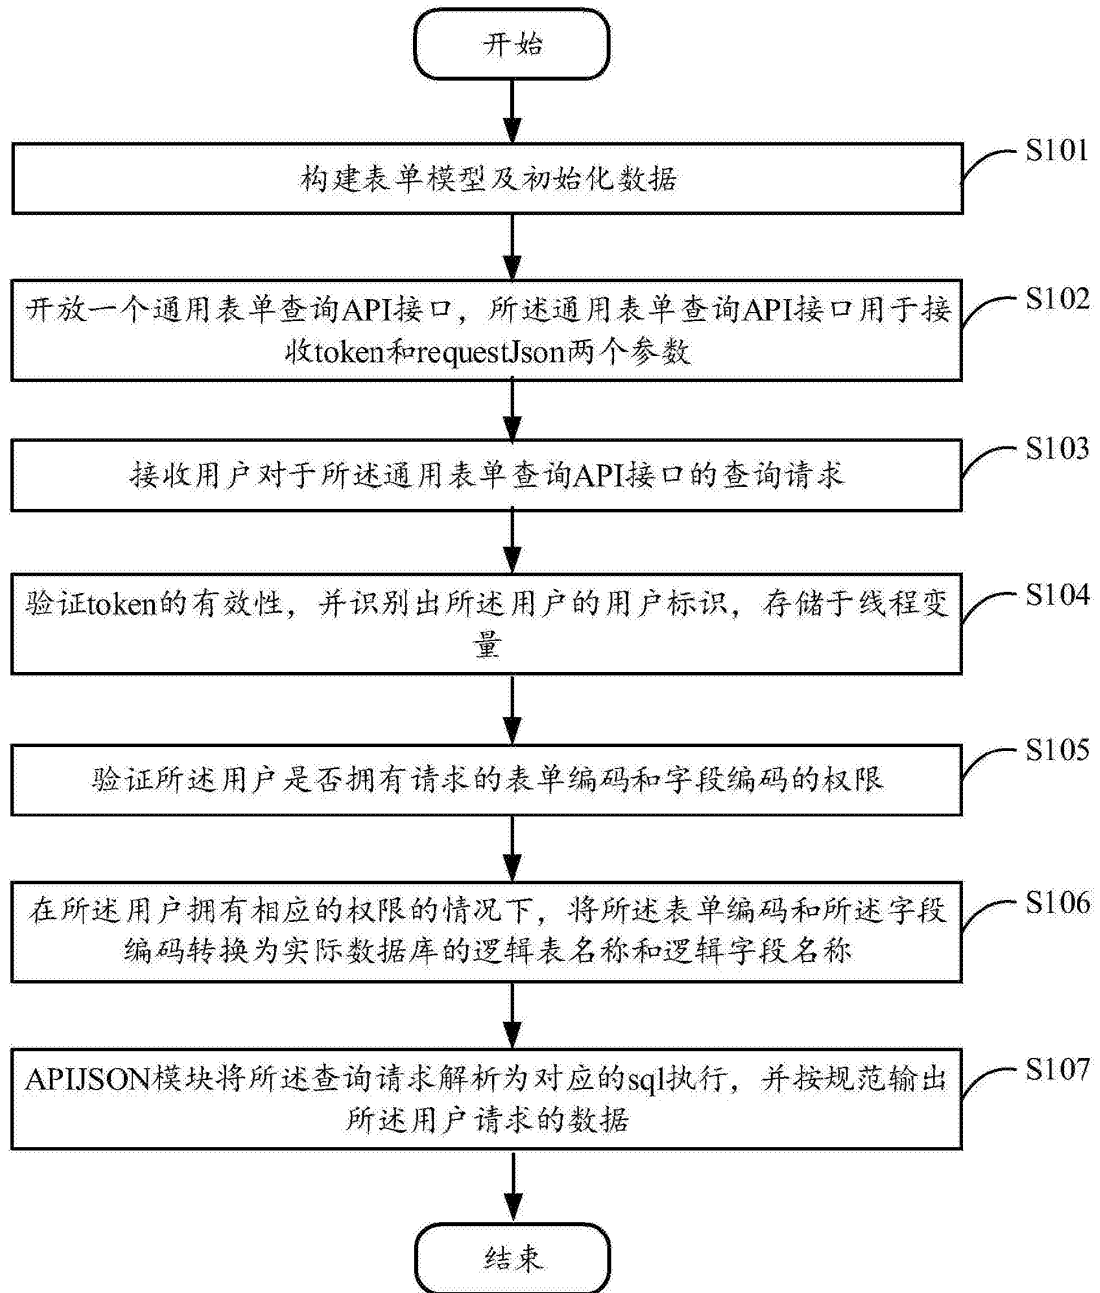 开始
构建表单模型及初始化数据
S101
开放一个通用表单查询API接口，所述通用表单查询API接口用于接
收token和requestJson两个参数
S102
接收用户对于所述通用表单查询API接口的查询请求
S103
验证token的有效性，并识别出所述用户的用户标识，存储于线程变
量
S104
验证所述用户是否拥有请求的表单编码和字段编码的权限
S105
在所述用户拥有相应的权限的情况下，将所述表单编码和所述字段
编码转换为实际数据库的逻辑表名称和逻辑字段名称
S106
APIJSON模块将所述查询请求解析为对应的sql执行，并按规范输出
所述用户请求的数据
S107
结束